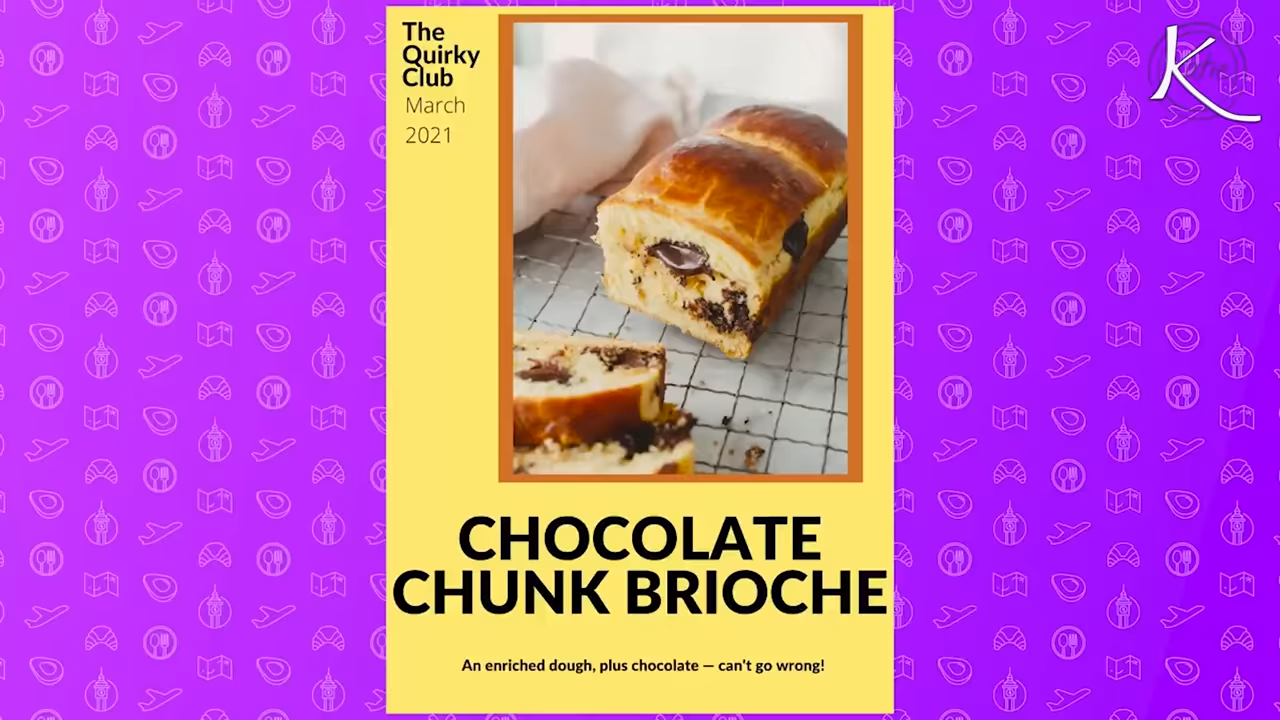 The
Quirky
Club
March
2021
CHOCOLATE
CHUNK BRIOCHE
An enriched dough, plus chocolate — can't go wrong!